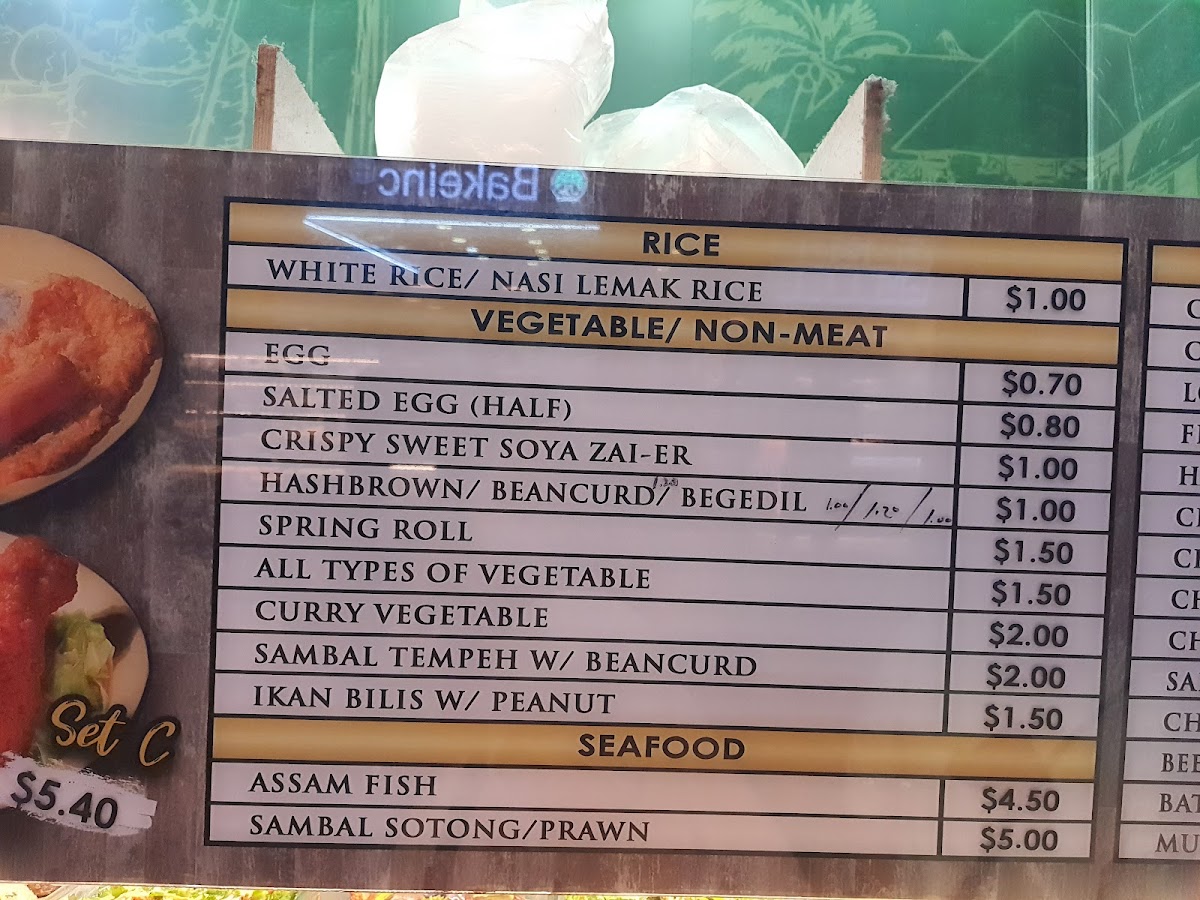 Bakeinc
RICE
WHITE RICE/ NASI LEMAK RICE $1.00
VEGETABLE/ NON-MEAT
EGG $0.70
SALTED EGG (HALF) $0.80
CRISPY SWEET SOYA ZAI-ER $1.00
1.20
HASHBROWN/ BEANCURD/ BEGEDIL 1.00/1.20/1.00 $1.00
SPRING ROLL $1.50
ALL TYPES OF VEGETABLE $1.50
CURRY VEGETABLE $2.00
SAMBAL TEMPEH W/ BEANCURD $2.00
IKAN BILIS W/ PEANUT $1.50
SEAFOOD
ASSAM FISH $4.50
SAMBAL SOTONG/PRAWN $5.00
Set C
$5.40